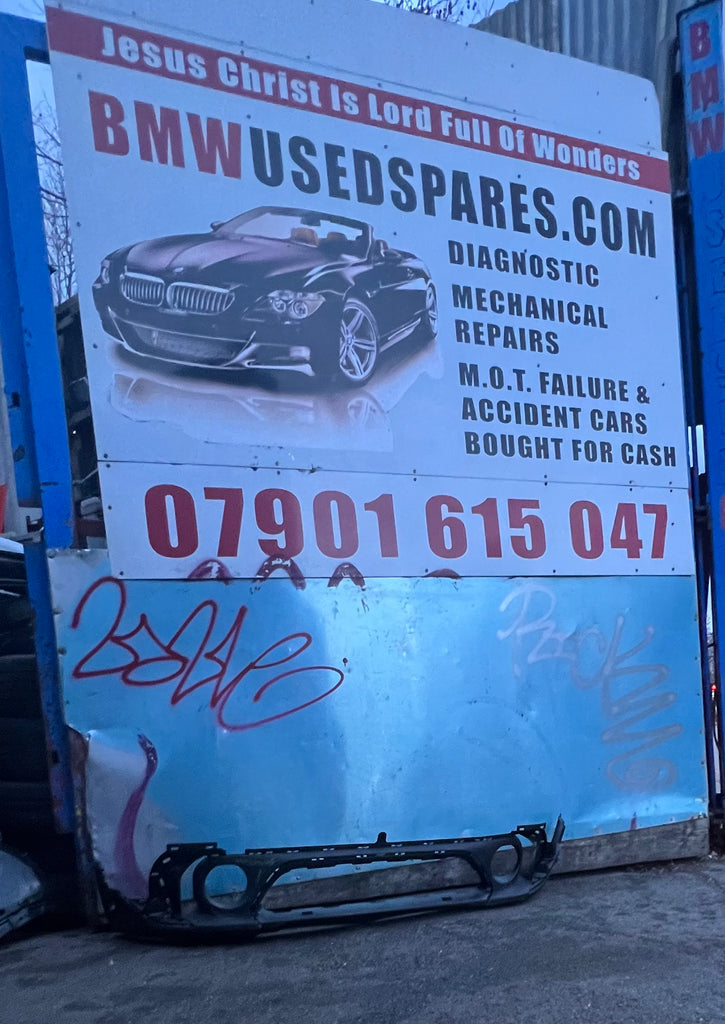 Jesus Christ Is Lord Full Of Wonders
BMWUSEDSPARES.COM
DIAGNOSTIC
MECHANICAL
REPAIRS
M.O.T. FAILURE &
ACCIDENT CARS
BOUGHT FOR CASH
07901 615 047
BMW